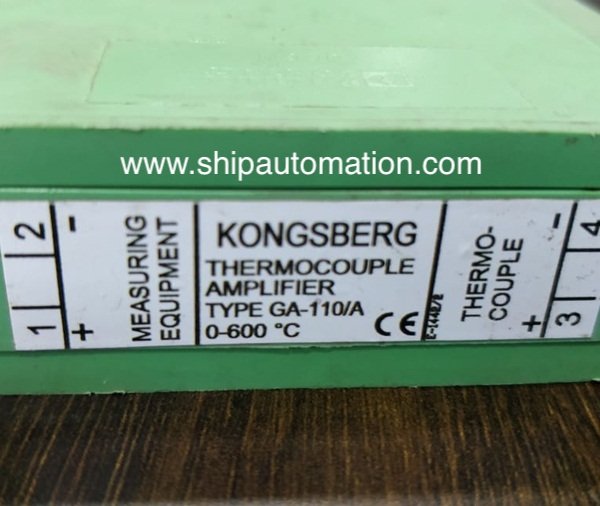 www.shipautomation.com
1 2
+ -
MEASURING
EQUIPMENT
KONGSBERG
THERMOCOUPLE
AMPLIFIER
TYPE GA-110/A
0-600 °C
CE
THERMO-
COUPLE
+ -
3 4